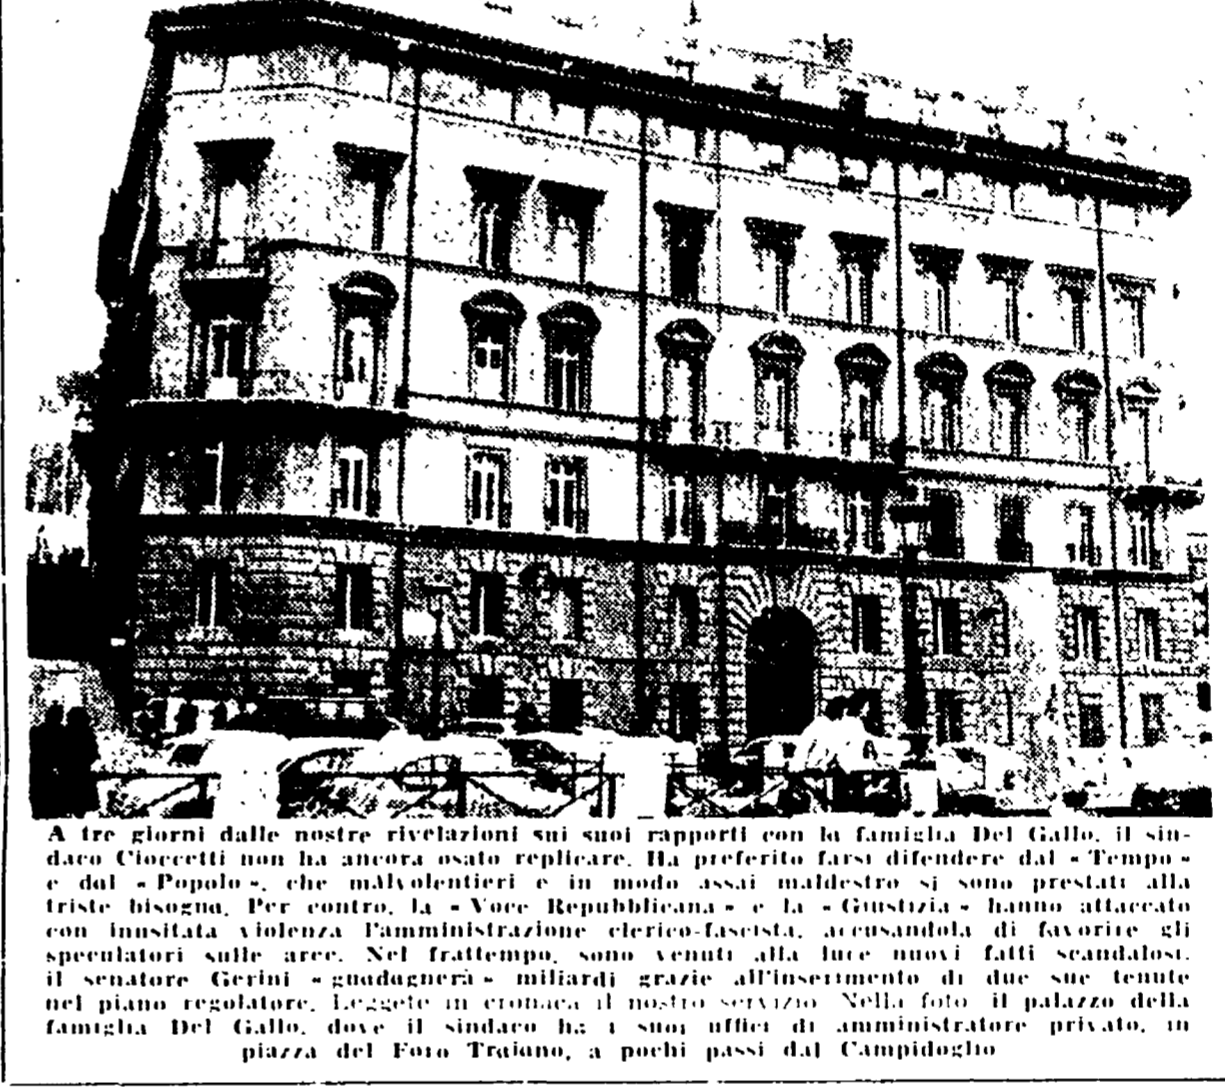 A tre giorni dalle nostre rivelazioni sui suoi rapporti con la famiglia Del Gallo, il sin-
daco Cioccetti non ha ancora osato replicare. Ha preferito farsi difendere dal « Tempo »
e dal « Popolo », che malvolentieri e in modo assai maldestro si sono prestati alla
triste bisogna. Per contro, la « Voce Repubblicana » e la « Giustizia » hanno attaccato
con inusitata violenza l'amministrazione clerico-fascista, accusandola di favorire gli
speculatori sulle aree. Nel frattempo, sono venuti alla luce nuovi fatti scandalosi:
il senatore Gerini « guadagnerà » miliardi grazie all'inserimento di due sue tenute
nel piano regolatore. Leggete in cronaca il nostro servizio. Nella foto: il palazzo della
famiglia Del Gallo, dove il sindaco ha i suoi uffici di amministratore privato, in
piazza del Foro Traiano, a pochi passi dal Campidoglio